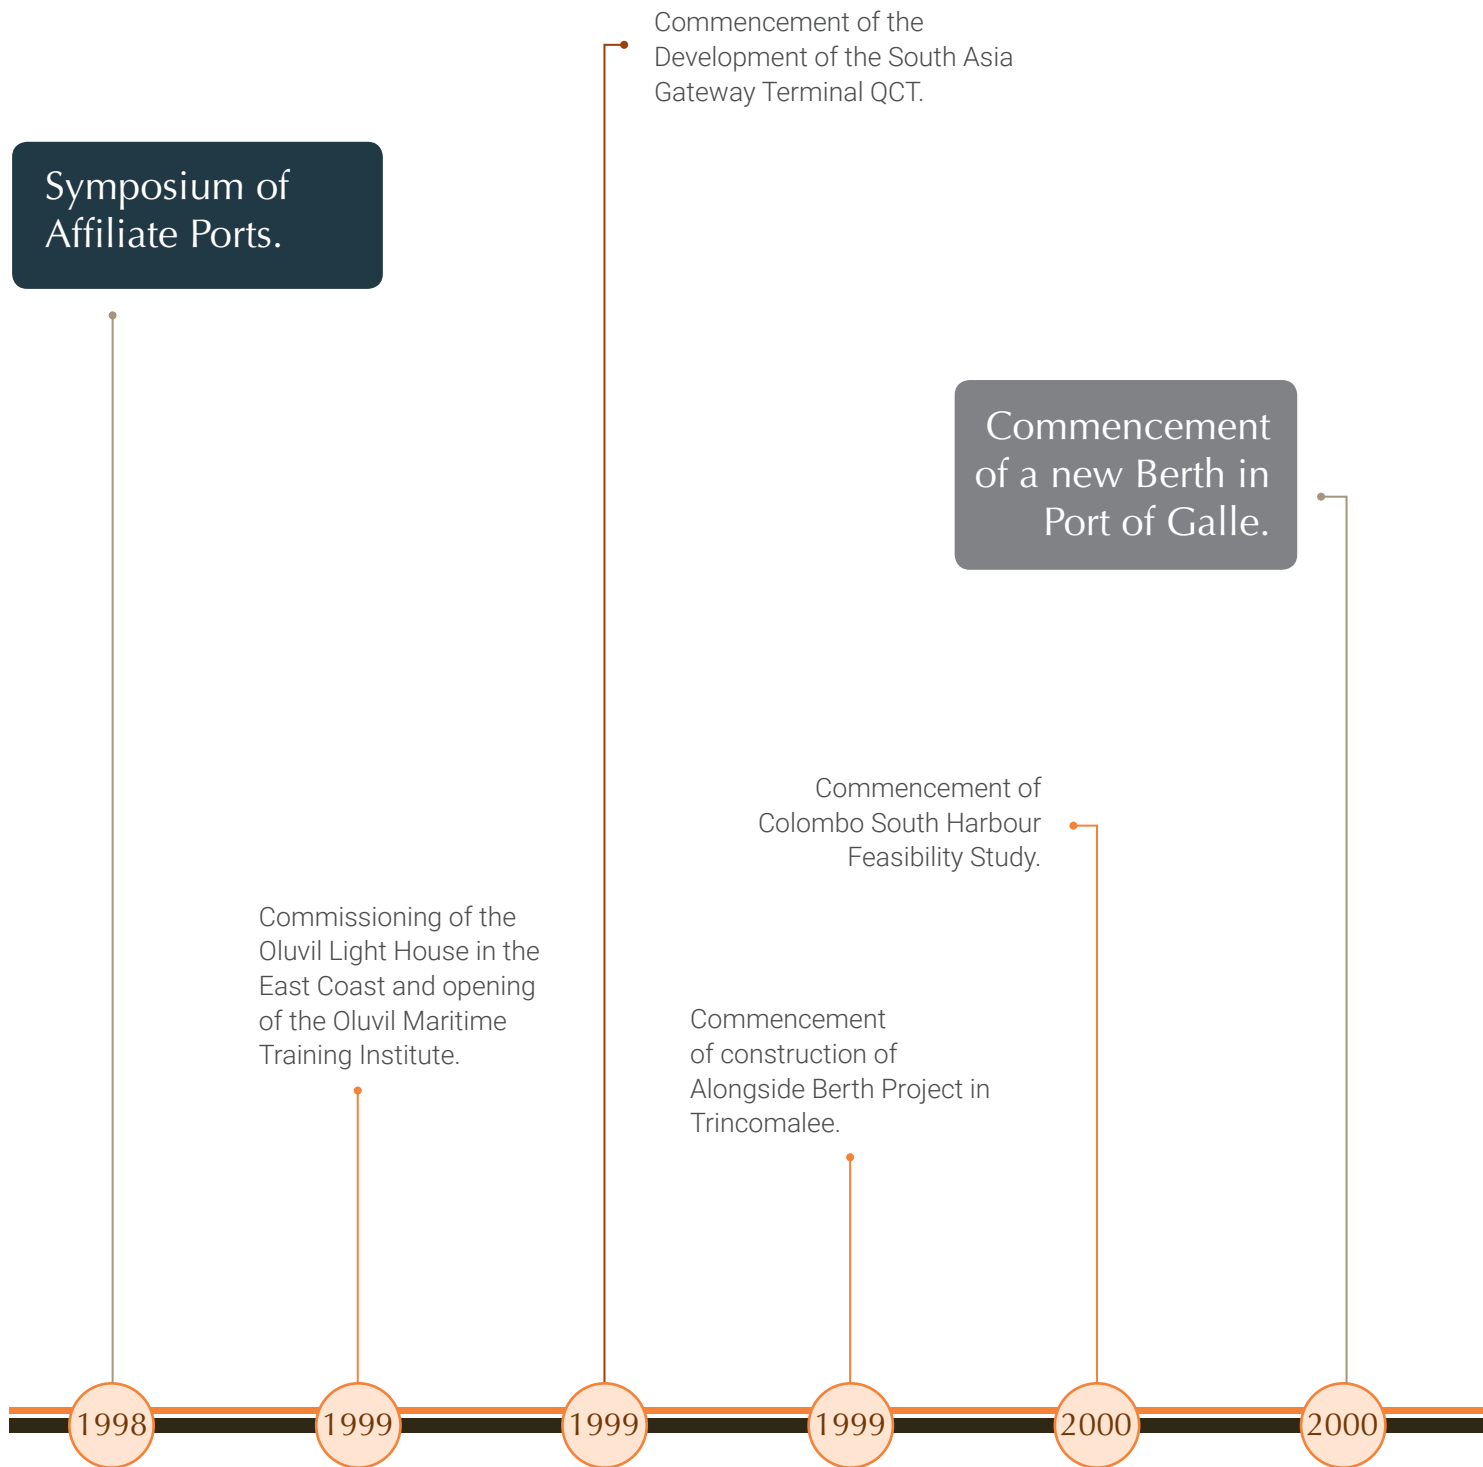 Commencement of the
Development of the South Asia
Gateway Terminal QCT.
Symposium of
Affiliate Ports.
Commencement
of a new Berth in
Port of Galle.
Commencement of
Colombo South Harbour
Feasibility Study.
Commissioning of the
Oluvil Light House in the
East Coast and opening
of the Oluvil Maritime
Training Institute.
Commencement
of construction of
Alongside Berth Project in
Trincomalee.
1998
1999
1999
1999
2000
2000